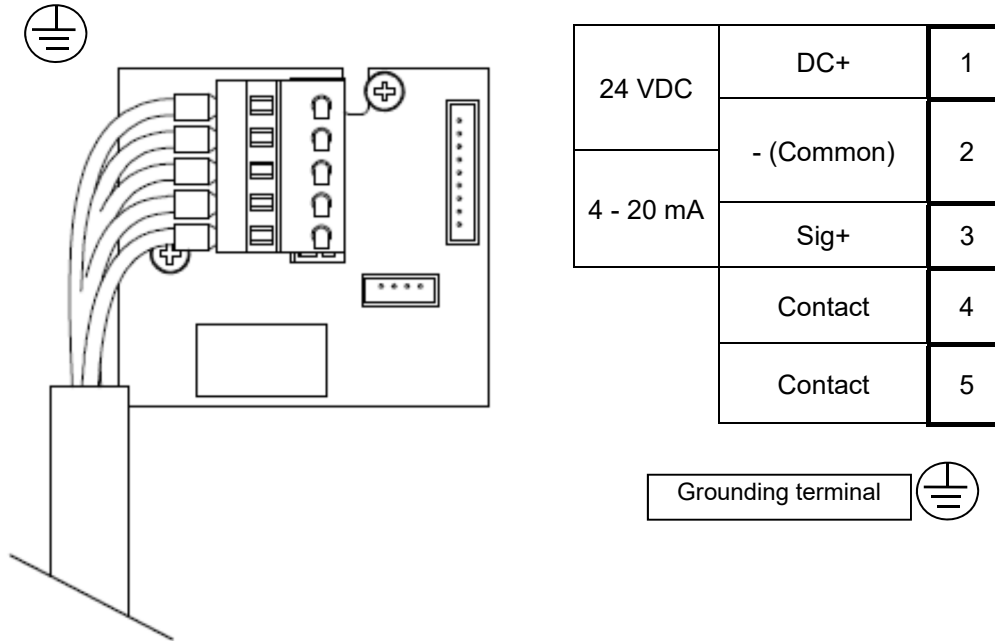 24 VDC
DC+
1
- (Common)
2
4 - 20 mA
Sig+
3
Contact
4
Contact
5
Grounding terminal